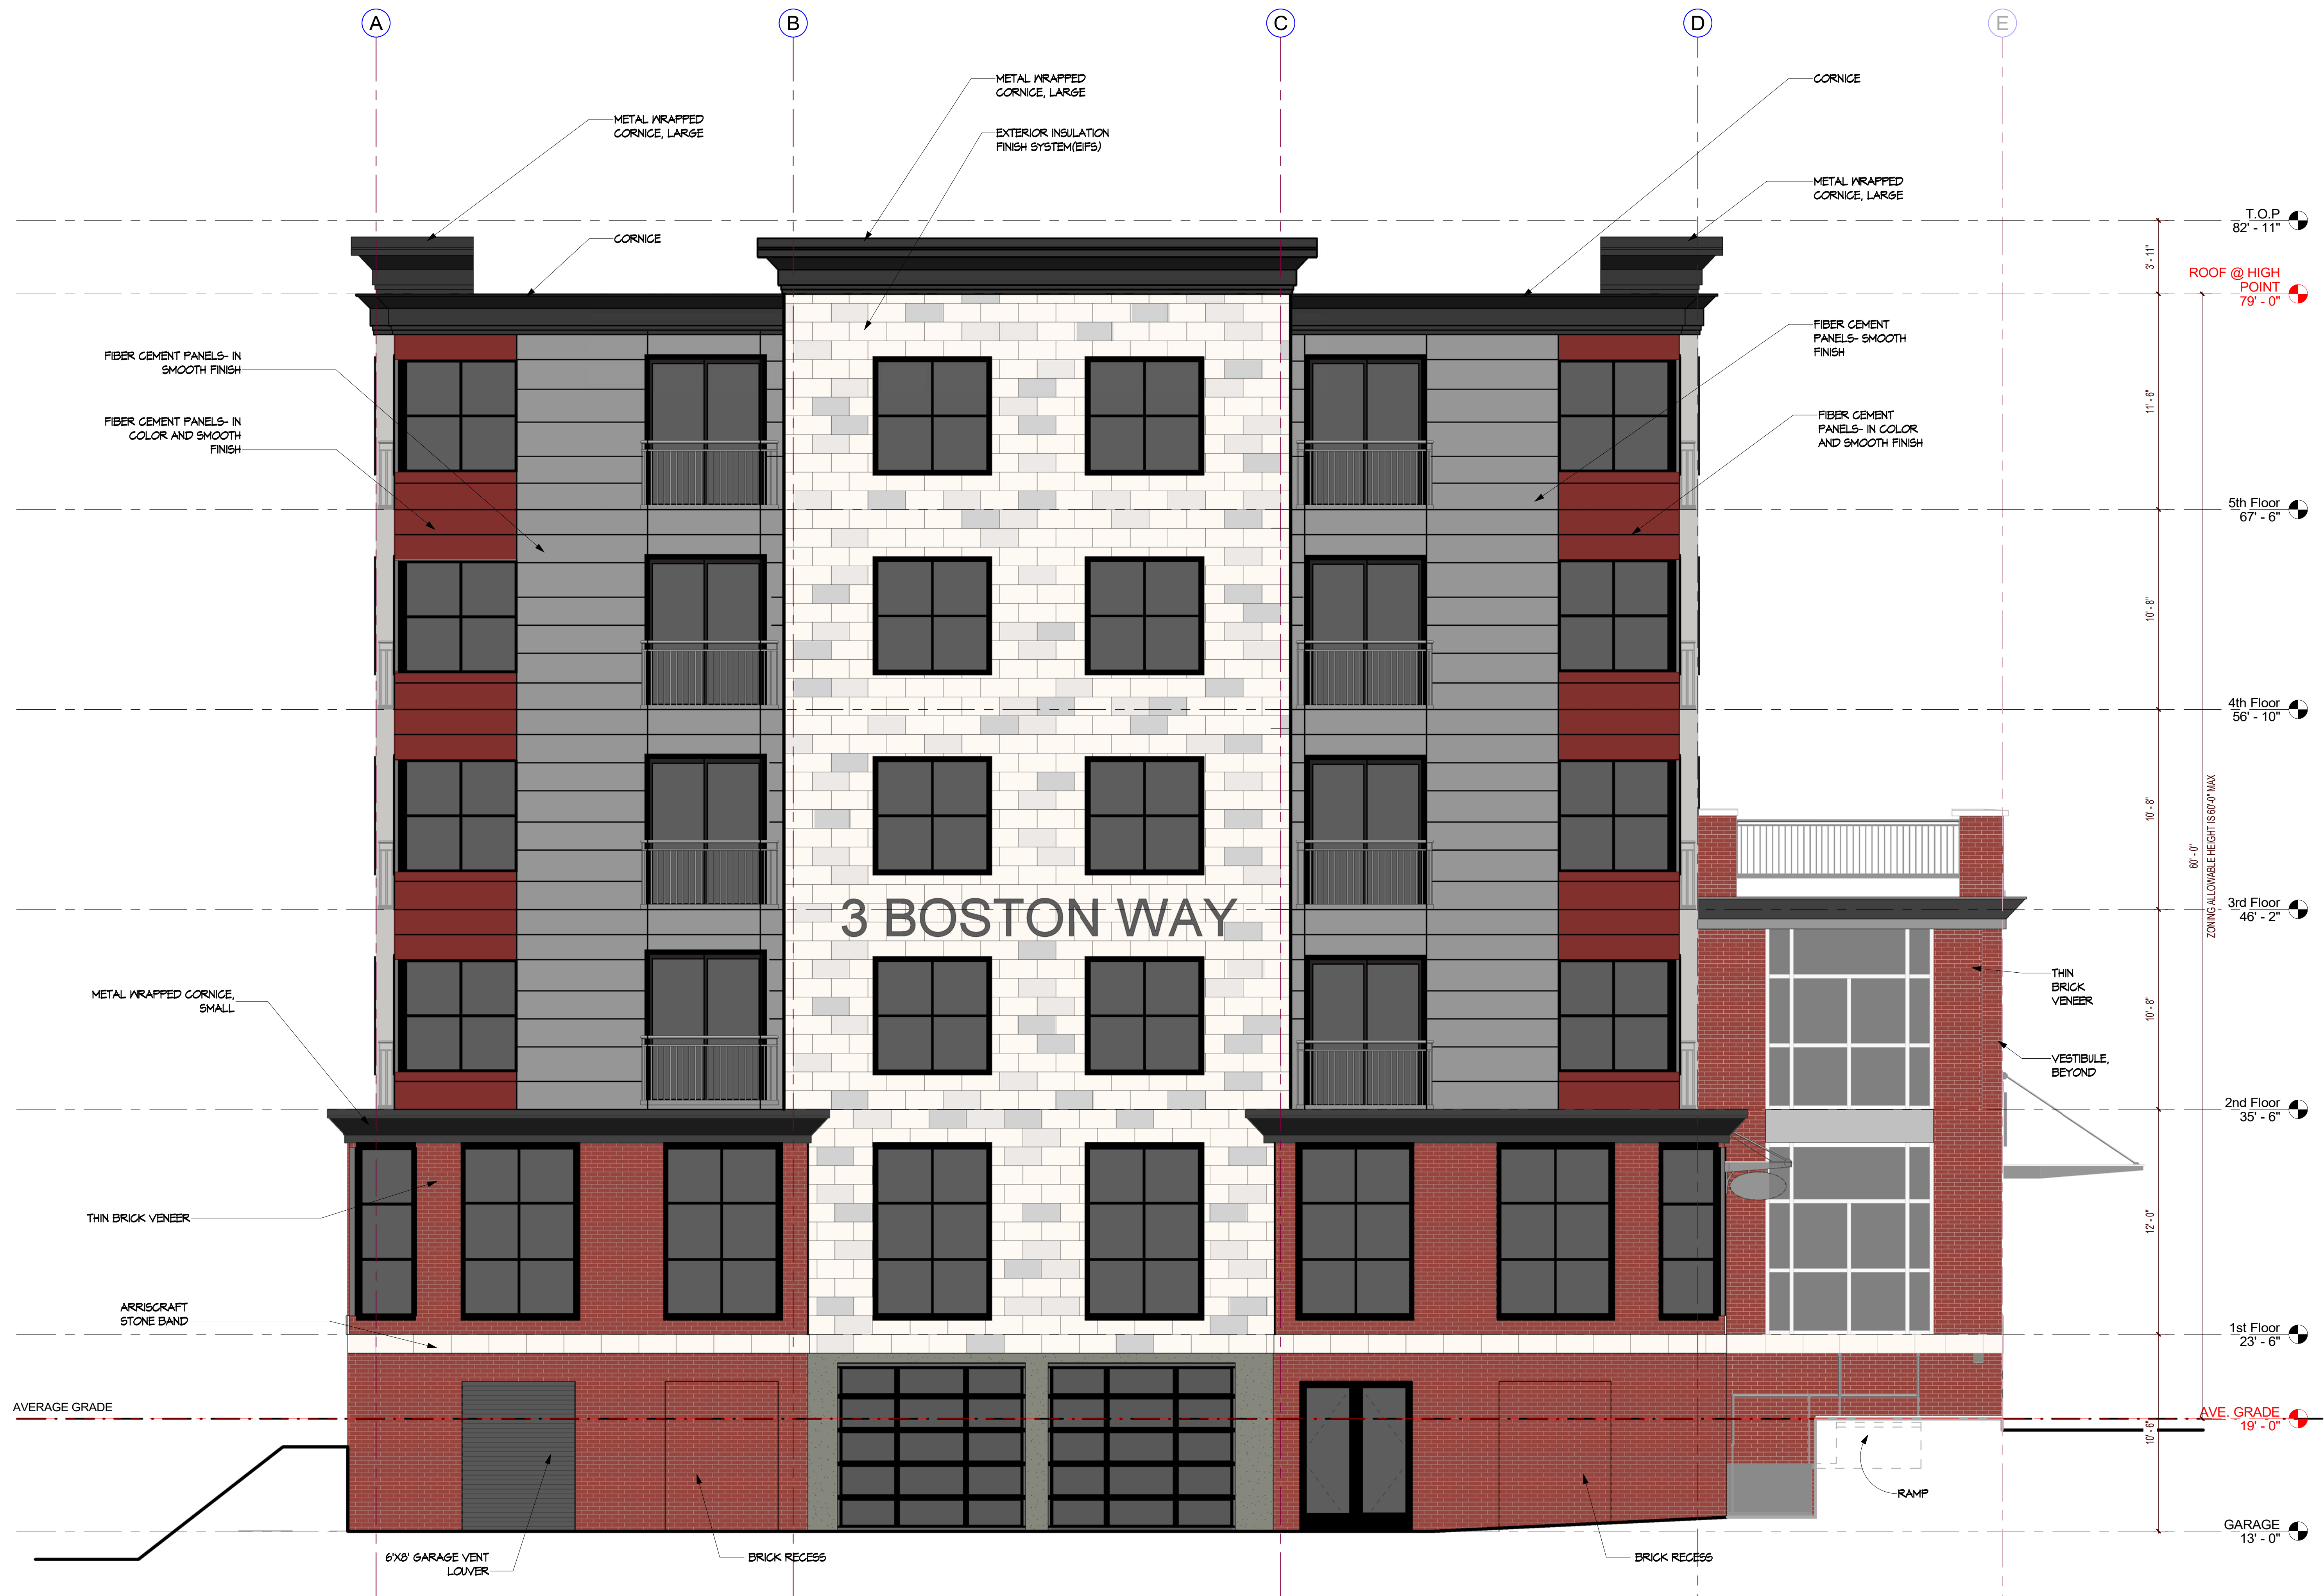 A
B
C
D
E
METAL WRAPPED
CORNICE, LARGE
METAL WRAPPED
CORNICE, LARGE
EXTERIOR INSULATION
FINISH SYSTEM(EIFS)
CORNICE
METAL WRAPPED
CORNICE, LARGE
CORNICE
T.O.P
82' - 11"
3' - 11"
ROOF @ HIGH
POINT
79' - 0"
FIBER CEMENT PANELS- IN
SMOOTH FINISH
FIBER CEMENT PANELS- IN
COLOR AND SMOOTH
FINISH
FIBER CEMENT
PANELS- SMOOTH
FINISH
FIBER CEMENT
PANELS- IN COLOR
AND SMOOTH FINISH
11' - 6"
5th Floor
67' - 6"
10' - 8"
4th Floor
56' - 10"
10' - 8"
60' - 0"
ZONING ALLOWABLE HEIGHT IS 60'-0" MAX
3 BOSTON WAY
3rd Floor
46' - 2"
METAL WRAPPED CORNICE,
SMALL
THIN
BRICK
VENEER
10' - 8"
VESTIBULE,
BEYOND
2nd Floor
35' - 6"
THIN BRICK VENEER
12' - 0"
ARRISCRAFT
STONE BAND
1st Floor
23' - 6"
AVERAGE GRADE
AVE. GRADE
19' - 0"
10' - 6"
RAMP
GARAGE
13' - 0"
6'X8' GARAGE VENT
LOUVER
BRICK RECESS
BRICK RECESS